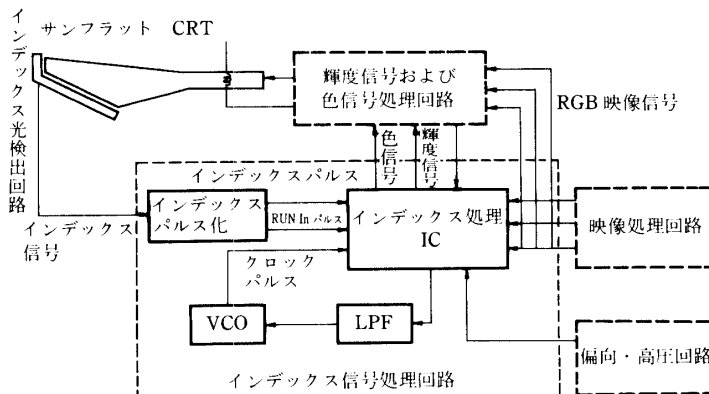 サンフラット CRT
インデックス光検出回路
輝度信号および
色信号処理回路
RGB 映像信号
色信号
輝度信号
インデックスパルス
インデックス
パルス化
RUN In パルス
インデックス処理
IC
映像処理回路
インデックス
信号
クロック
パルス
VCO
LPF
偏向・高圧回路
インデックス信号処理回路